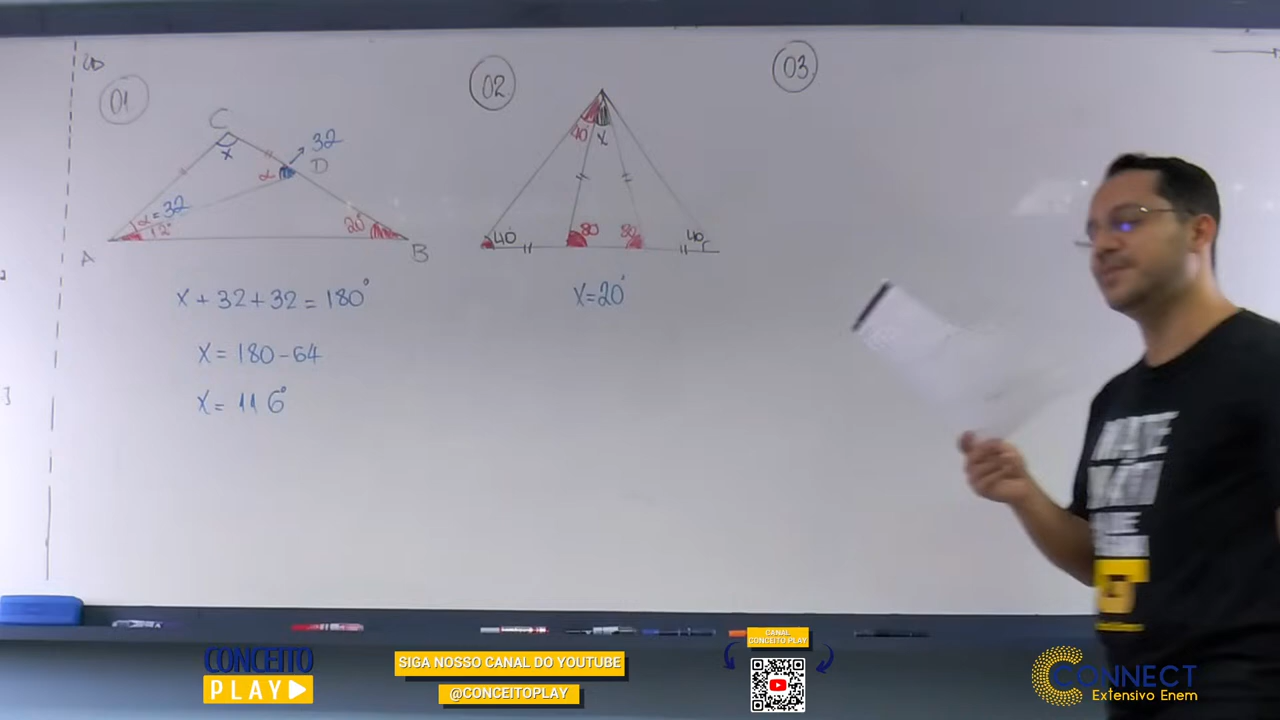 01
C
x
32
D
α
α=32
12°
20°
A
B
x + 32 + 32 = 180°
x = 180 - 64
x = 116°
02
40
x
40°
80
80
40
x = 20°
03
CONCEITO
PLAY
SIGA NOSSO CANAL DO YOUTUBE
@CONCEITOPLAY
CANAL
CONCEITO PLAY
CONNECT
Extensivo Enem